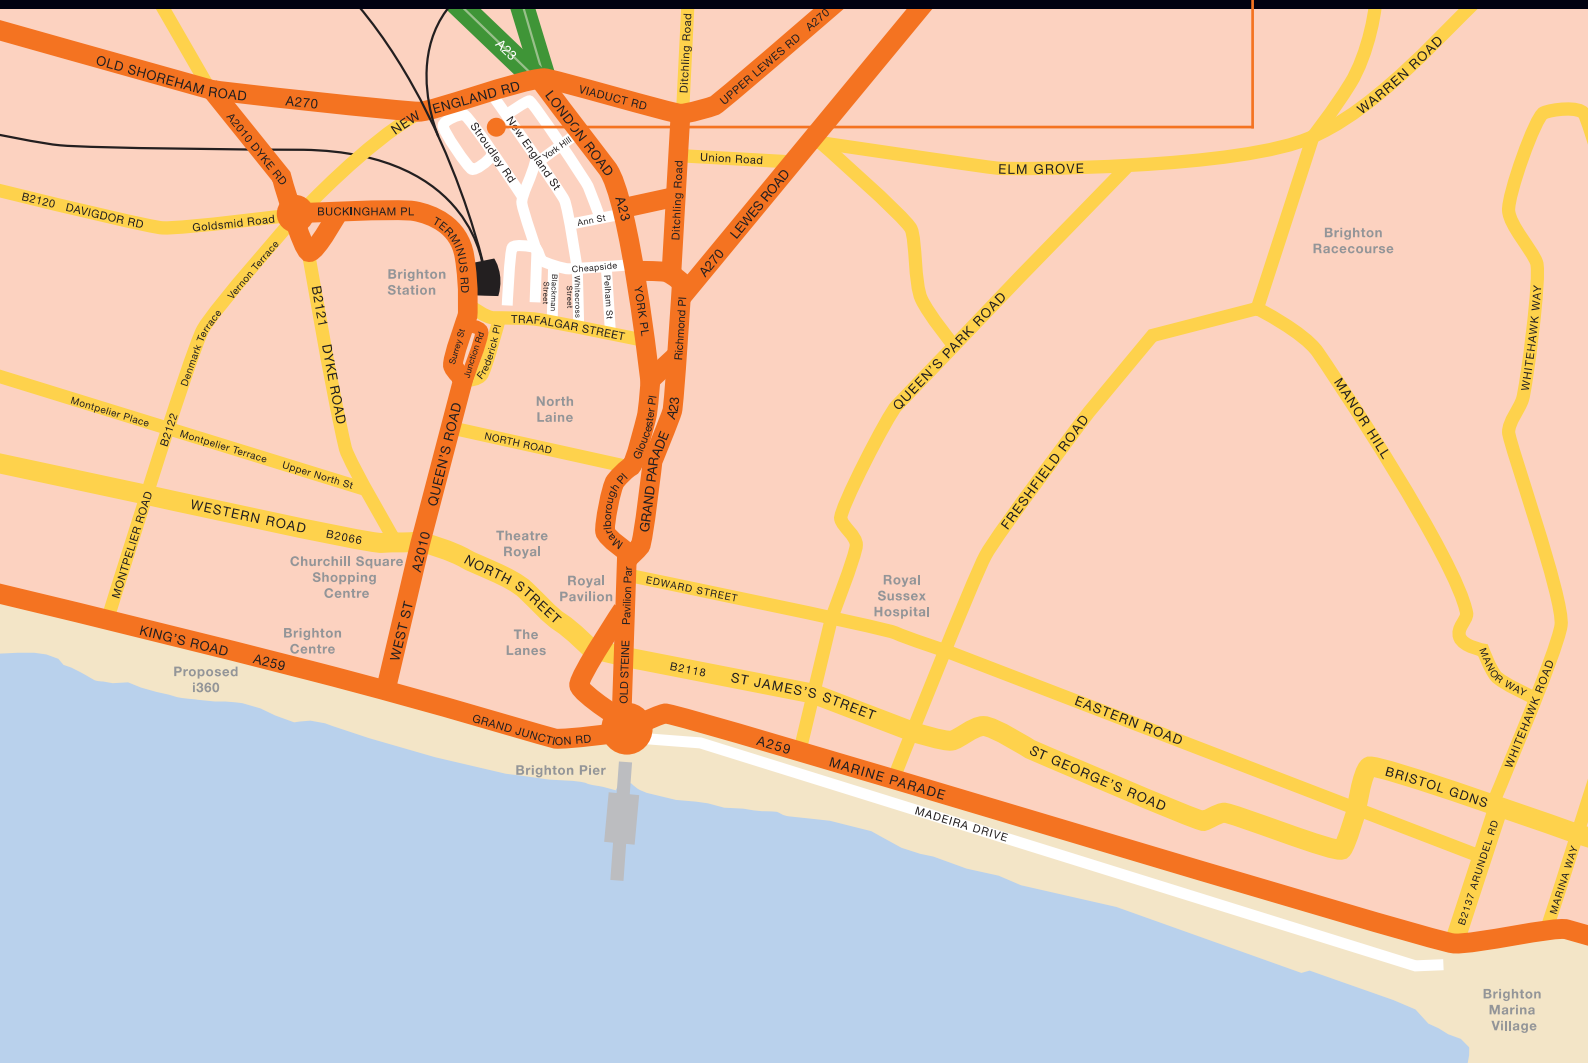 A23
Ditchling Road
UPPER LEWES RD
A270
WARREN ROAD
OLD SHOREHAM ROAD
A270
NEW ENGLAND RD
VIADUCT RD
LONDON ROAD
A2010 DYKE RD
Stroudley Rd
New England St
York Hill
Union Road
ELM GROVE
B2120
DAVIGDOR RD
Goldsmid Road
BUCKINGHAM PL
TERMINUS RD
A23
Ann St
Ditchling Road
LEWES ROAD
A270
Brighton
Racecourse
Vernon Terrace
Brighton
Station
Cheapside
Blackman
Street
Whitecross
Street
Pelham St
B2121
DYKE ROAD
Denmark Terrace
YORK PL
Richmond Pl
TRAFALGAR STREET
Surrey St
Junction Rd
Frederick Pl
QUEEN'S PARK ROAD
WHITEHAWK WAY
MANOR HILL
Montpelier Place
B2122
Montpelier Terrace
Upper North St
North
Laine
NORTH ROAD
QUEEN'S ROAD
Gloucester Pl
A23
GRAND PARADE
Marlborough Pl
FRESHFIELD ROAD
WESTERN ROAD
B2066
MONTPELIER ROAD
A2010
Theatre
Royal
Churchill Square
Shopping
Centre
NORTH STREET
Royal
Pavilion
Pavilion Par
EDWARD STREET
Royal
Sussex
Hospital
KING'S ROAD
A259
Brighton
Centre
WEST ST
The
Lanes
OLD STEINE
B2118
ST JAMES'S STREET
MANOR WAY
WHITEHAWK ROAD
Proposed
i360
GRAND JUNCTION RD
EASTERN ROAD
Brighton Pier
A259
MARINE PARADE
ST GEORGE'S ROAD
BRISTOL GDNS
MADEIRA DRIVE
B2137 ARUNDEL RD
MARINA WAY
Brighton
Marina
Village